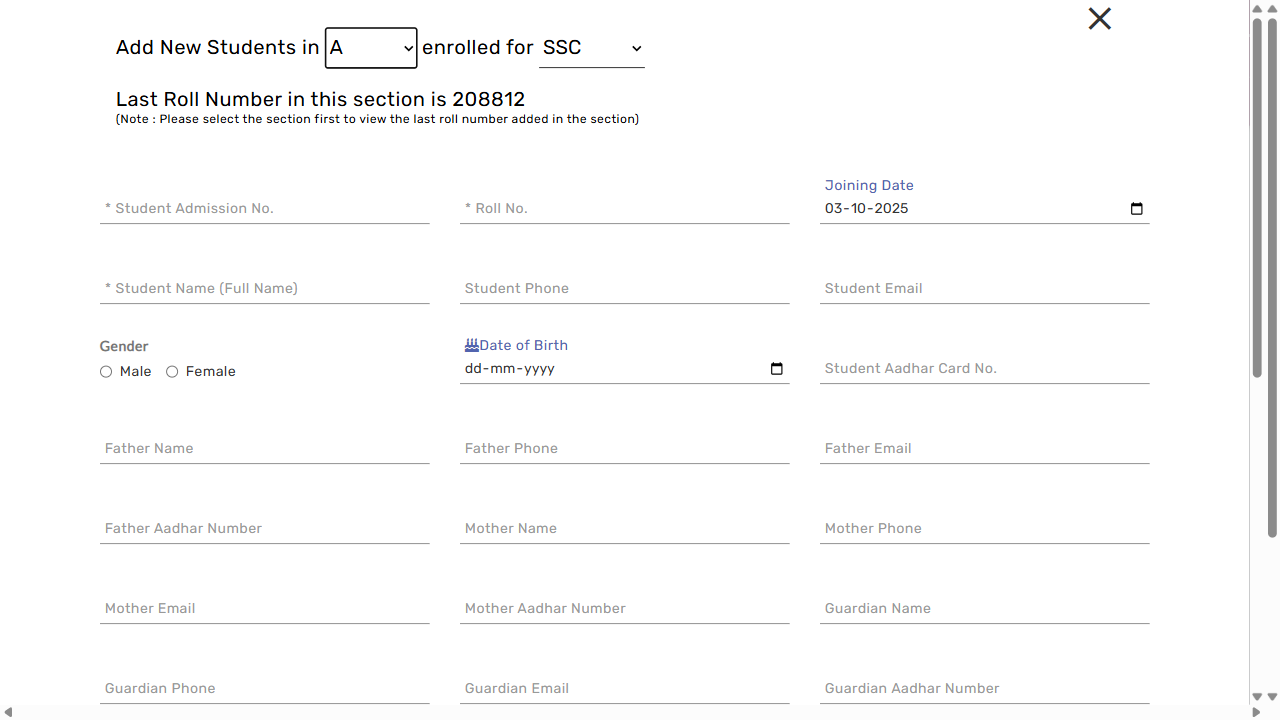 Add New Students in A enrolled for SSC
Last Roll Number in this section is 208812
(Note : Please select the section first to view the last roll number added in the section)
Joining Date
* Student Admission No. * Roll No. 03-10-2025
* Student Name (Full Name) Student Phone Student Email
Gender Date of Birth
Male Female dd-mm-yyyy Student Aadhar Card No.
Father Name Father Phone Father Email
Father Aadhar Number Mother Name Mother Phone
Mother Email Mother Aadhar Number Guardian Name
Guardian Phone Guardian Email Guardian Aadhar Number